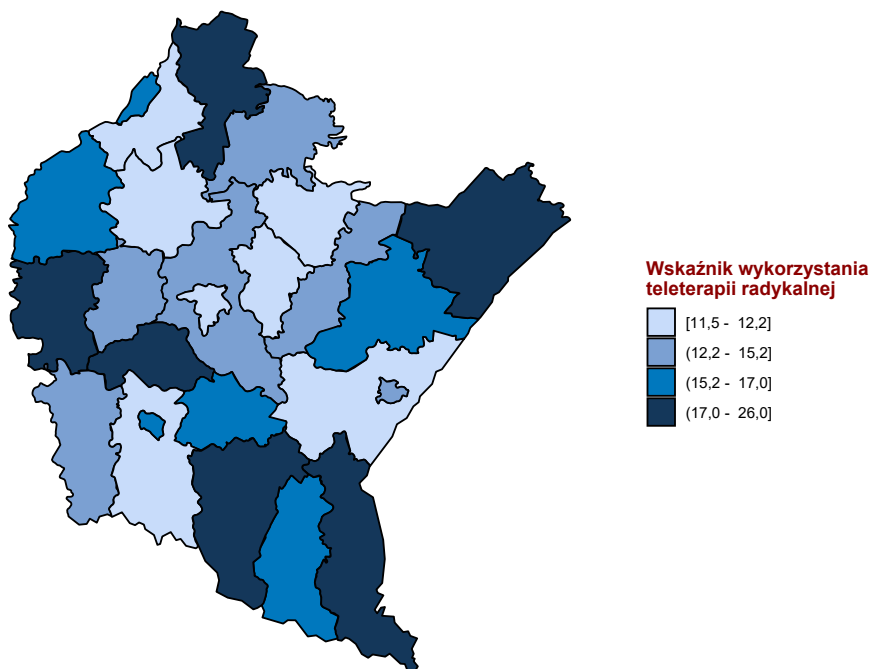 Wskaźnik wykorzystania
teleterapii radykalnej
[11,5 - 12,2]
(12,2 - 15,2]
(15,2 - 17,0]
(17,0 - 26,0]